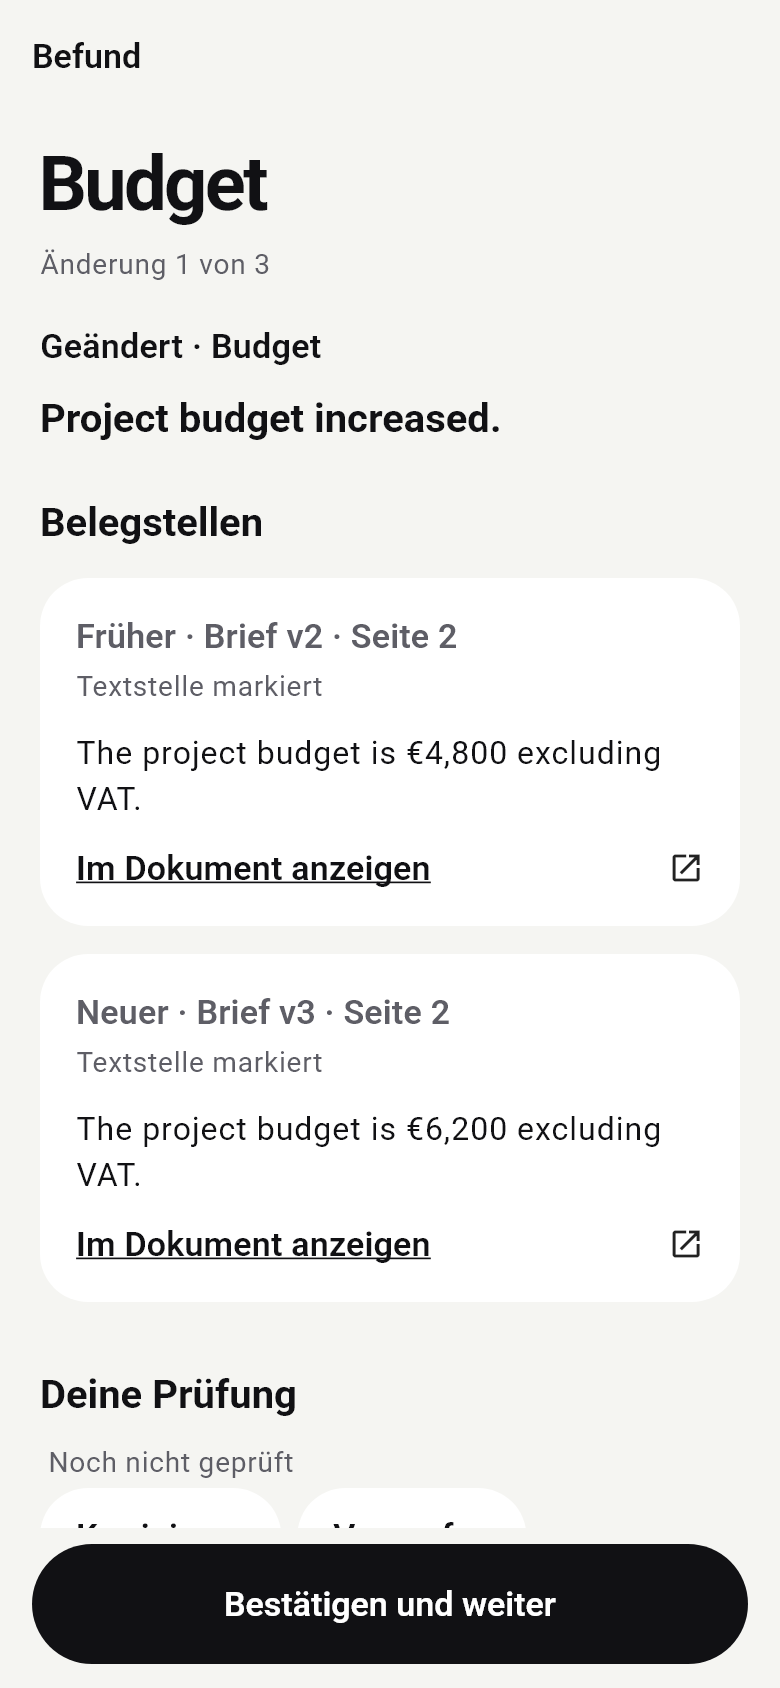 Befund
Budget
Änderung 1 von 3
Geändert · Budget
Project budget increased.
Belegstellen
Früher · Brief v2 · Seite 2
Textstelle markiert
The project budget is €4,800 excluding
VAT.
Im Dokument anzeigen
Neuer · Brief v3 · Seite 2
Textstelle markiert
The project budget is €6,200 excluding
VAT.
Im Dokument anzeigen
Deine Prüfung
Noch nicht geprüft
Bestätigen und weiter